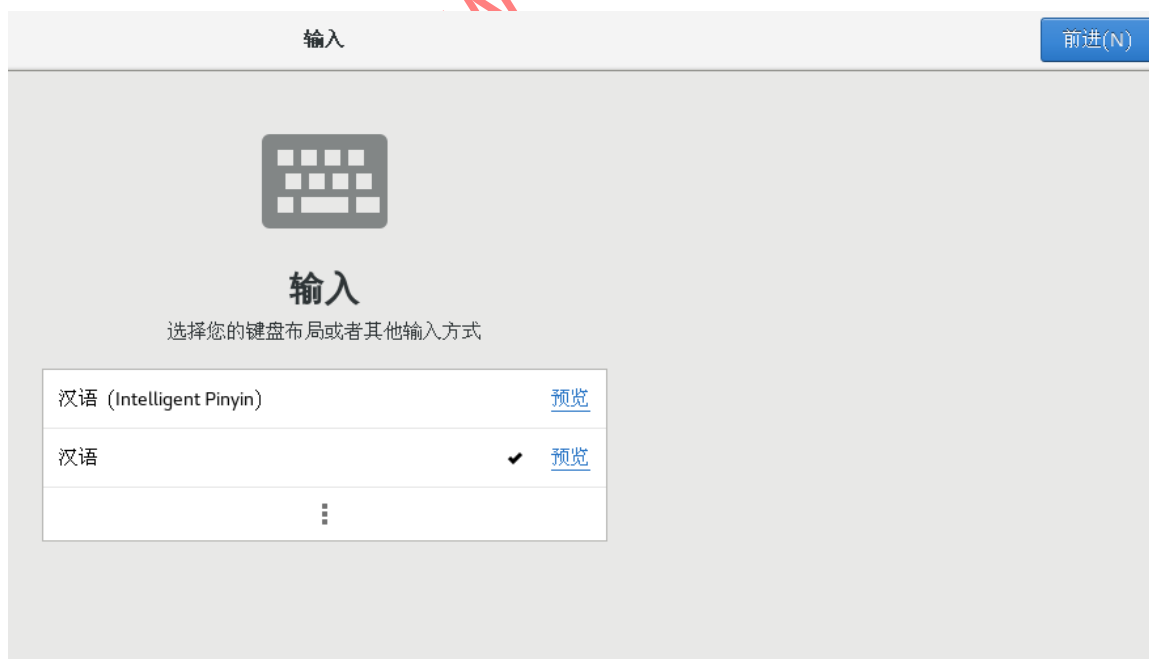 输入
前进(N)
输入
选择您的键盘布局或者其他输入方式
汉语 (Intelligent Pinyin) 预览
汉语 ✔ 预览